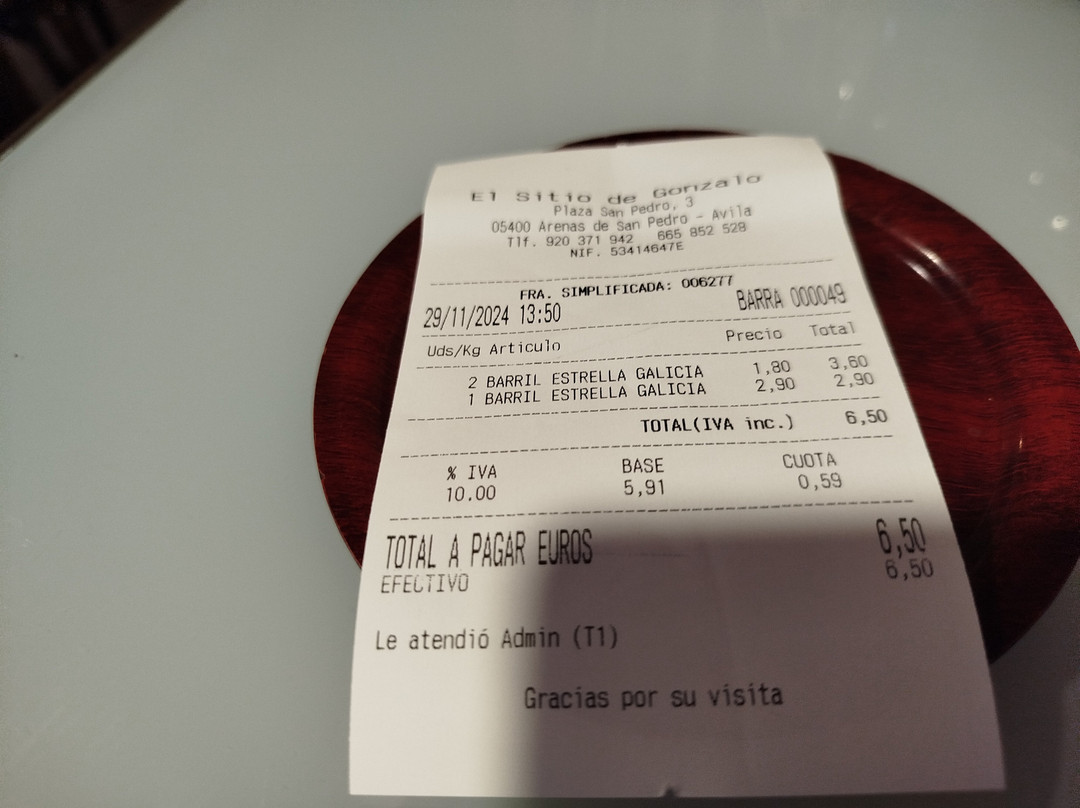 El Sitio de Gonzalo
Plaza San Pedro, 3
05400 Arenas de San Pedro - Avila
Tlf. 920 371 942 665 852 528
NIF. 53414647E
FRA. SIMPLIFICADA: 006277
29/11/2024 13:50 BARRA 000049
Uds/Kg Articulo Precio Total
2 BARRIL ESTRELLA GALICIA 1,80 3,60
1 BARRIL ESTRELLA GALICIA 2,90 2,90
TOTAL(IVA inc.) 6,50
% IVA BASE CUOTA
10.00 5,91 0,59
TOTAL A PAGAR EUROS 6,50
EFECTIVO 6,50
Le atendió Admin (T1)
Gracias por su visita